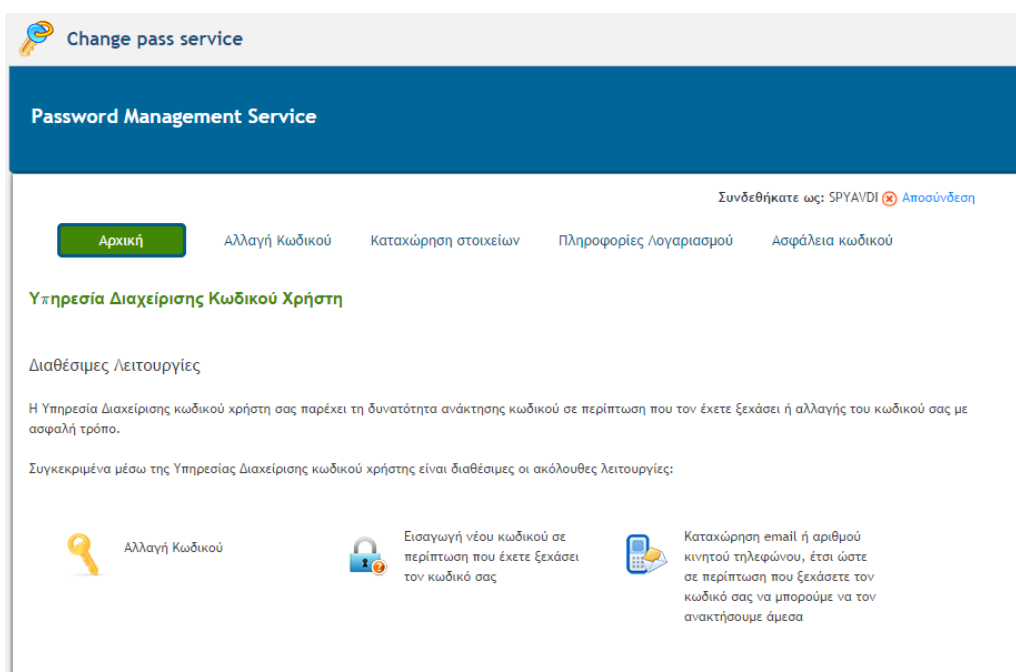 Change pass service
Password Management Service
Συνδεθήκατε ως: SPYAVDI Αποσύνδεση
Αρχική Αλλαγή Κωδικού Καταχώρηση στοιχείων Πληροφορίες Λογαριασμού Ασφάλεια κωδικού
Υπηρεσία Διαχείρισης Κωδικού Χρήστη
Διαθέσιμες Λειτουργίες
Η Υπηρεσία Διαχείρισης κωδικού χρήστη σας παρέχει τη δυνατότητα ανάκτησης κωδικού σε περίπτωση που τον έχετε ξεχάσει ή αλλαγής του κωδικού σας με
ασφαλή τρόπο.
Συγκεκριμένα μέσω της Υπηρεσίας Διαχείρισης κωδικού χρήστης είναι διαθέσιμες οι ακόλουθες λειτουργίες:
Αλλαγή Κωδικού
Εισαγωγή νέου κωδικού σε
περίπτωση που έχετε ξεχάσει
τον κωδικό σας
Καταχώρηση email ή αριθμού
κινητού τηλεφώνου, έτσι ώστε
σε περίπτωση που ξεχάσετε τον
κωδικό σας να μπορούμε να τον
ανακτήσουμε άμεσα